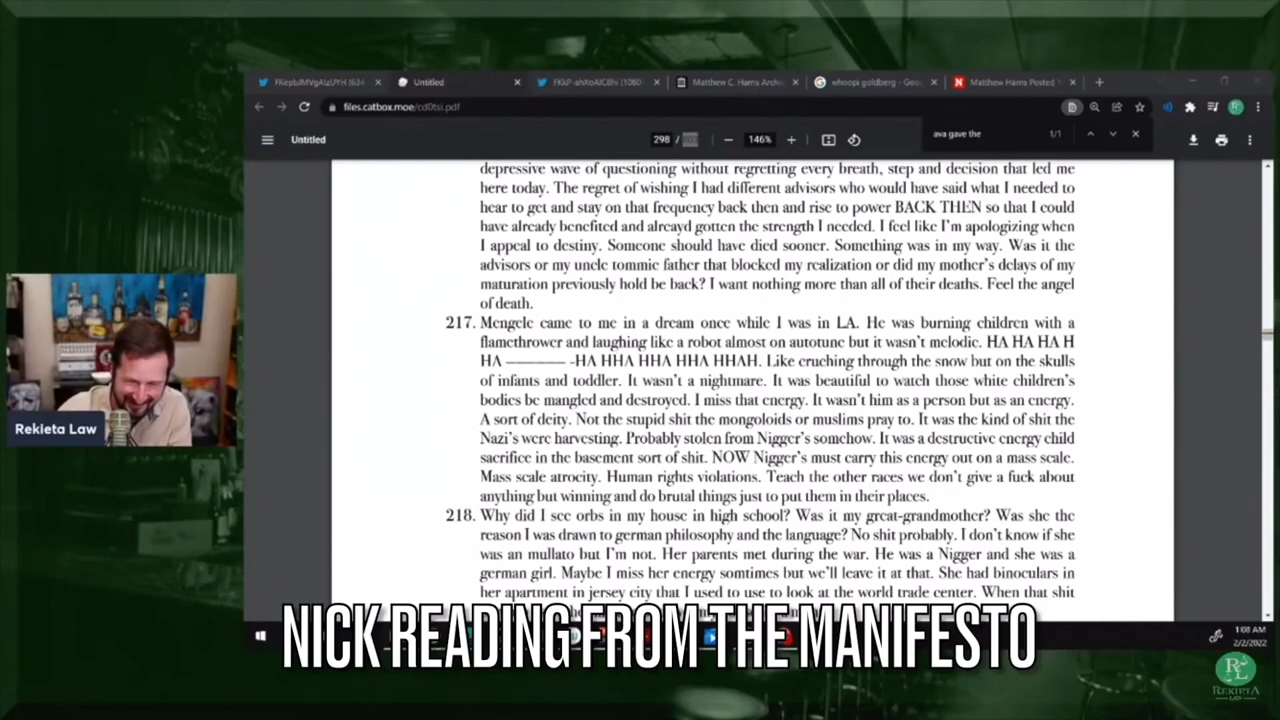 FKepbJMVgAIzUYH (634
Untitled
FKkP-ahXoAIC8hi (1080
Matthew C. Harris Archi
whoopi goldberg - Goo
Matthew Harris Posted
files.catbox.moe/cd0tsi.pdf
Untitled
298 /
146%
ava gave the
1/1
depressive wave of questioning without regretting every breath, step and decision that led me
here today. The regret of wishing I had different advisors who would have said what I needed to
hear to get and stay on that frequency back then and rise to power BACK THEN so that I could
have already benefited and alreayd gotten the strength I needed. I feel like I'm apologizing when
I appeal to destiny. Someone should have died sooner. Something was in my way. Was it the
advisors or my uncle tommie father that blocked my realization or did my mother's delays of my
maturation previously hold be back? I want nothing more than all of their deaths. Feel the angel
of death.
217. Mengele came to me in a dream once while I was in LA. He was burning children with a
flamethrower and laughing like a robot almost on autotune but it wasn't melodic. HA HA HA H
HA ———— -HA HHA HHA HHA HHAH. Like cruching through the snow but on the skulls
of infants and toddler. It wasn't a nightmare. It was beautiful to watch those white children's
bodies be mangled and destroyed. I miss that energy. It wasn't him as a person but as an energy.
A sort of deity. Not the stupid shit the mongoloids or muslims pray to. It was the kind of shit the
Nazi's were harvesting. Probably stolen from Nigger's somehow. It was a destructive energy child
sacrifice in the basement sort of shit. NOW Nigger's must carry this energy out on a mass scale.
Mass scale atrocity. Human rights violations. Teach the other races we don't give a fuck about
anything but winning and do brutal things just to put them in their places.
218. Why did I see orbs in my house in high school? Was it my great-grandmother? Was she the
reason I was drawn to german philosophy and the language? No shit probably. I don't know if she
was an mullato but I'm not. Her parents met during the war. He was a Nigger and she was a
german girl. Maybe I miss her energy somtimes but we'll leave it at that. She had binoculars in
her apartment in jersey city that I used to use to look at the world trade center. When that shit
Rekieta Law
NICK READING FROM THE MANIFESTO
1:08 AM
2/2/2022
RL
REKIETA
LAW